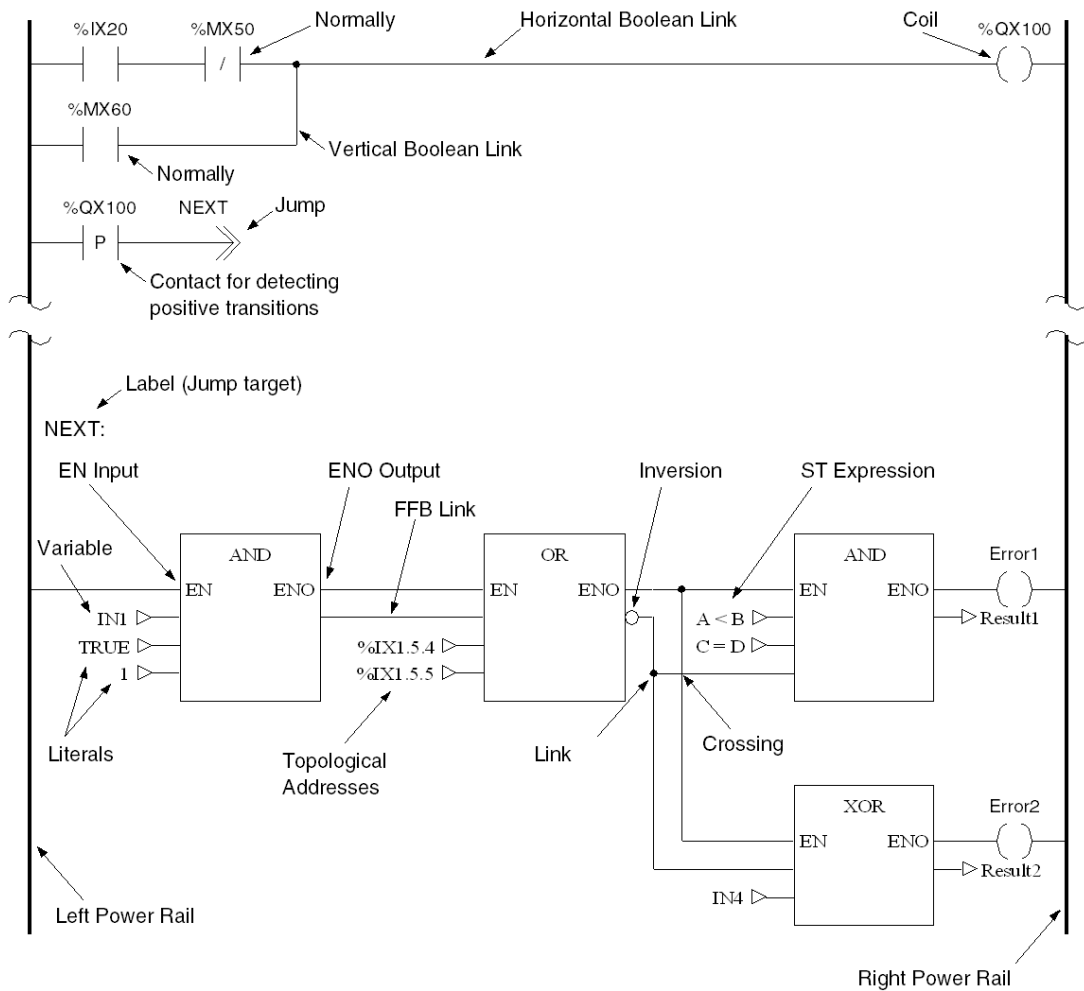 Normally
Horizontal Boolean Link
Coil
%IX20
%MX50
%QX100
/
%MX60
Vertical Boolean Link
Normally
%QX100
NEXT
Jump
P
Contact for detecting
positive transitions
Label (Jump target)
NEXT:
EN Input
ENO Output
Inversion
ST Expression
FFB Link
Variable
AND
OR
AND
Error1
EN
ENO
EN
ENO
EN
ENO
IN1
A < B
Result1
TRUE
%IX1.5.4
C = D
1
%IX1.5.5
Literals
Topological
Addresses
Link
Crossing
XOR
Error2
EN
ENO
Result2
IN4
Left Power Rail
Right Power Rail